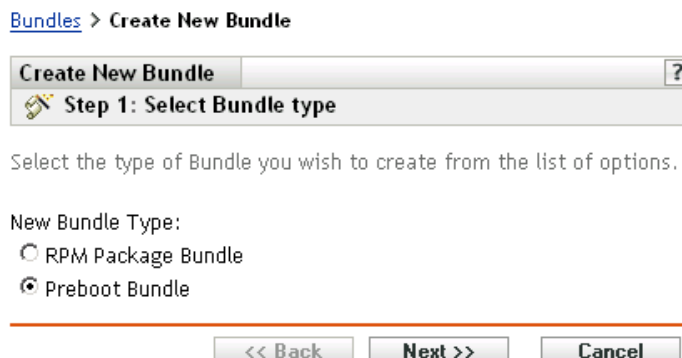 Bundles > Create New Bundle
Create New Bundle ?
Step 1: Select Bundle type
Select the type of Bundle you wish to create from the list of options.
New Bundle Type:
RPM Package Bundle
Preboot Bundle
<< Back Next >> Cancel